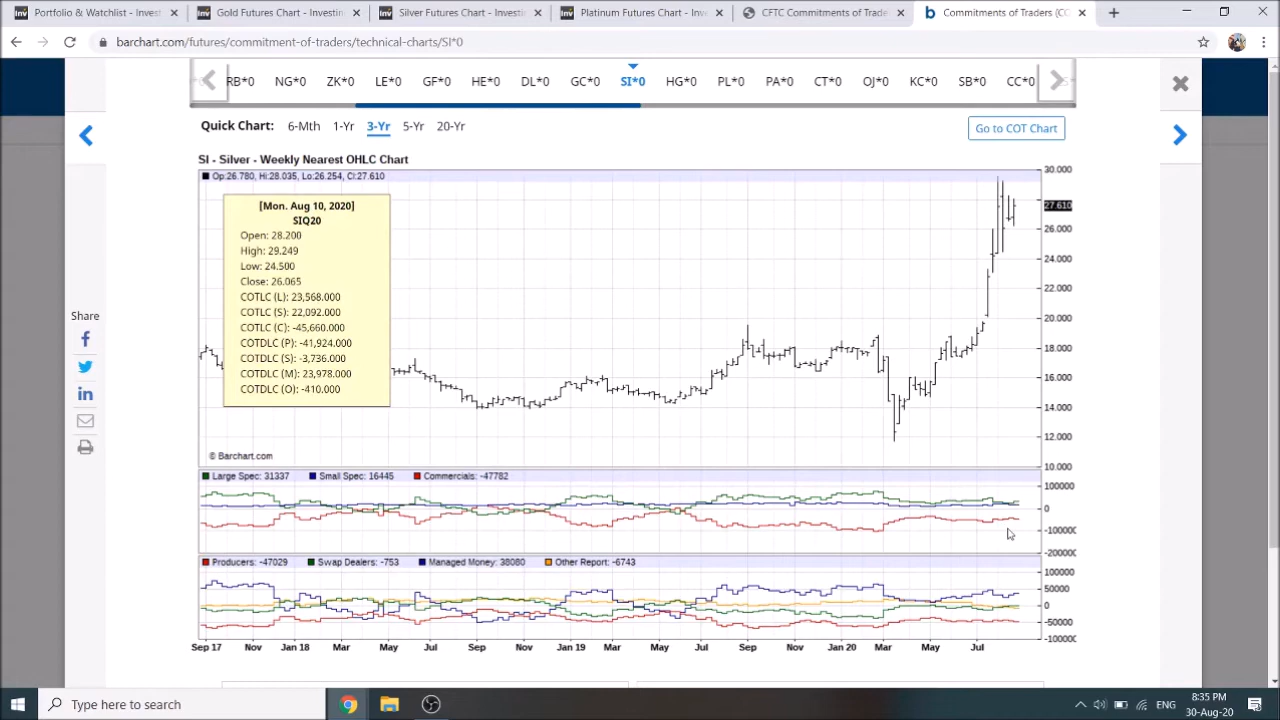 Portfolio & Watchlist - Invest
Gold Futures Chart - Investin
Silver Futures Chart - Investi
Platinum Futures Chart - Inve
CFTC Commitments of Traders
Commitments of Traders (CO
barchart.com/futures/commitment-of-traders/technical-charts/SI*0
RB*0 NG*0 ZK*0 LE*0 GF*0 HE*0 DL*0 GC*0 SI*0 HG*0 PL*0 PA*0 CT*0 OJ*0 KC*0 SB*0 CC*0
Quick Chart: 6-Mth 1-Yr 3-Yr 5-Yr 20-Yr
Go to COT Chart
SI - Silver - Weekly Nearest OHLC Chart
Op:26.780, Hi:28.035, Lo:26.254, Cl:27.610
[Mon. Aug 10, 2020]
SIQ20
Open: 28.200
High: 29.249
Low: 24.500
Close: 26.065
COTLC (L): 23,568.000
COTLC (S): 22,092.000
COTLC (C): -45,660.000
COTDLC (P): -41,924.000
COTDLC (S): -3,736.000
COTDLC (M): 23,978.000
COTDLC (O): -410.000
30.000
27.610
26.000
24.000
22.000
20.000
18.000
16.000
14.000
12.000
10.000
Share
© Barchart.com
Large Spec: 31337 Small Spec: 16445 Commercials: -47782
100000
0
-100000
-200000
Producers: -47029 Swap Dealers: -753 Managed Money: 38080 Other Report: -6743
100000
50000
0
-50000
-100000
Sep 17 Nov Jan 18 Mar May Jul Sep Nov Jan 19 Mar May Jul Sep Nov Jan 20 Mar May Jul
Type here to search
ENG
8:35 PM
30-Aug-20